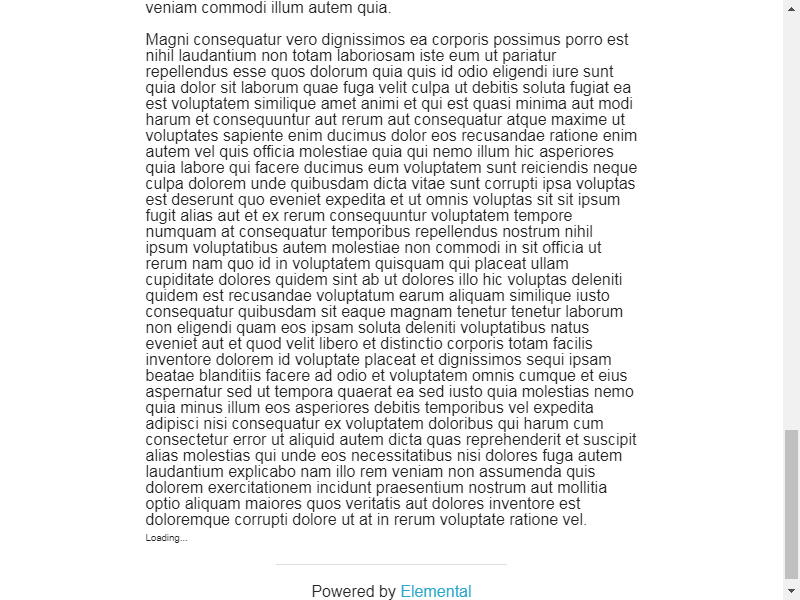 veniam commodi illum autem quia.
Magni consequatur vero dignissimos ea corporis possimus porro est
nihil laudantium non totam laboriosam iste eum ut pariatur
repellendus esse quos dolorum quia quis id odio eligendi iure sunt
quia dolor sit laborum quae fuga velit culpa ut debitis soluta fugiat ea
est voluptatem similique amet animi et qui est quasi minima aut modi
harum et consequuntur aut rerum aut consequatur atque maxime ut
voluptates sapiente enim ducimus dolor eos recusandae ratione enim
autem vel quis officia molestiae quia qui nemo illum hic asperiores
quia labore qui facere ducimus eum voluptatem sunt reiciendis neque
culpa dolorem unde quibusdam dicta vitae sunt corrupti ipsa voluptas
est deserunt quo eveniet expedita et ut omnis voluptas sit sit ipsum
fugit alias aut et ex rerum consequuntur voluptatem tempore
numquam at consequatur temporibus repellendus nostrum nihil
ipsum voluptatibus autem molestiae non commodi in sit officia ut
rerum nam quo id in voluptatem quisquam qui placeat ullam
cupiditate dolores quidem sint ab ut dolores illo hic voluptas deleniti
quidem est recusandae voluptatum earum aliquam similique iusto
consequatur quibusdam sit eaque magnam tenetur tenetur laborum
non eligendi quam eos ipsam soluta deleniti voluptatibus natus
eveniet aut et quod velit libero et distinctio corporis totam facilis
inventore dolorem id voluptate placeat et dignissimos sequi ipsam
beatae blanditiis facere ad odio et voluptatem omnis cumque et eius
aspernatur sed ut tempora quaerat ea sed iusto quia molestias nemo
quia minus illum eos asperiores debitis temporibus vel expedita
adipisci nisi consequatur ex voluptatem doloribus qui harum cum
consectetur error ut aliquid autem dicta quas reprehenderit et suscipit
alias molestias qui unde eos necessitatibus nisi dolores fuga autem
laudantium explicabo nam illo rem veniam non assumenda quis
dolorem exercitationem incidunt praesentium nostrum aut mollitia
optio aliquam maiores quos veritatis aut dolores inventore est
doloremque corrupti dolore ut at in rerum voluptate ratione vel.
Loading...
Powered by Elemental